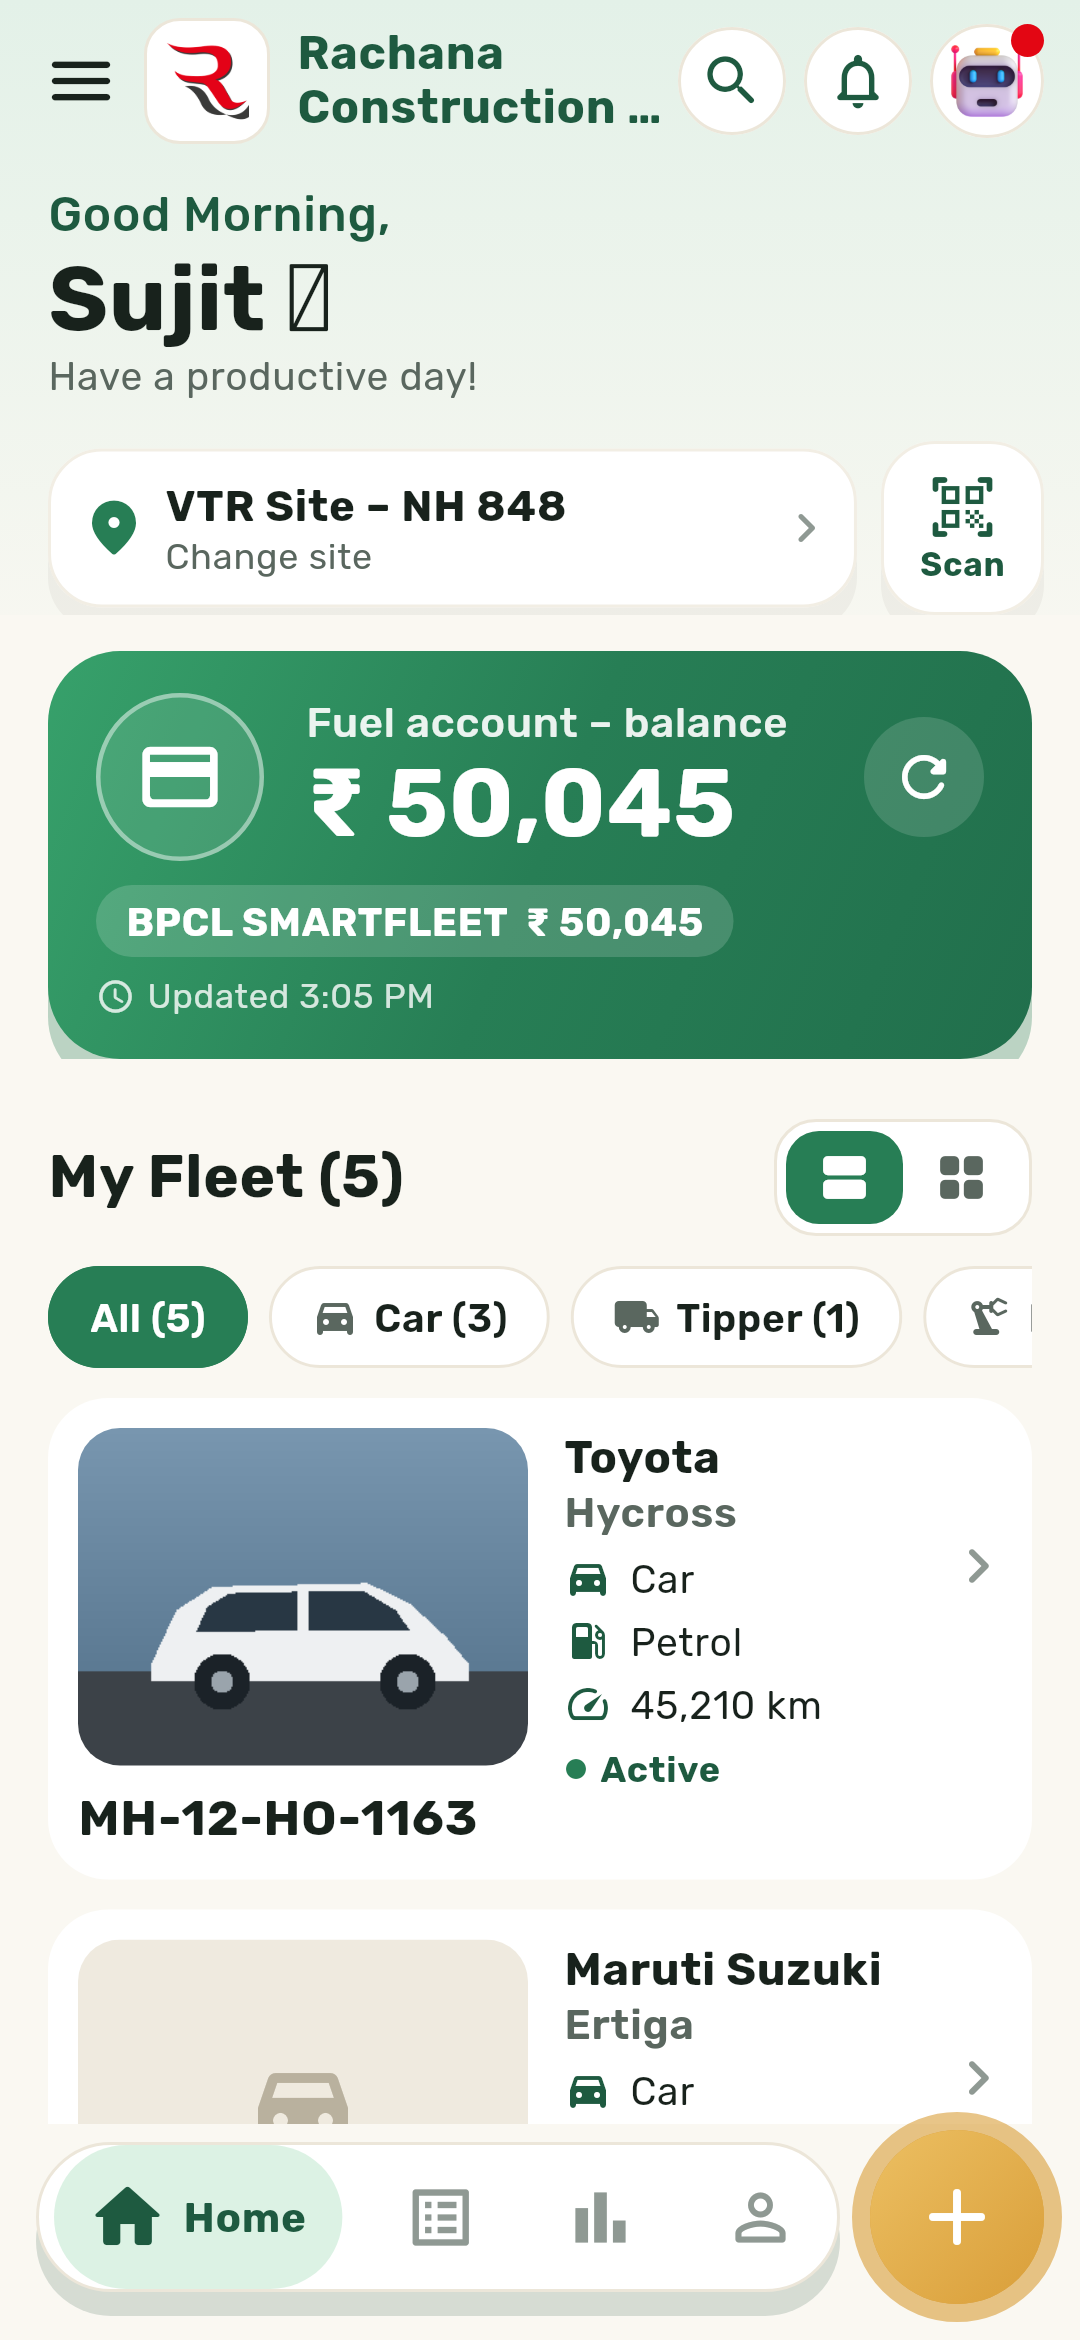 Rachana
Construction ...
Good Morning,
Sujit
Have a productive day!
VTR Site – NH 848
Change site
Scan
Fuel account – balance
₹ 50,045
BPCL SMARTFLEET ₹ 50,045
Updated 3:05 PM
My Fleet (5)
All (5)
Car (3)
Tipper (1)
Toyota
Hycross
Car
Petrol
45,210 km
Active
MH-12-HO-1163
Maruti Suzuki
Ertiga
Car
Home